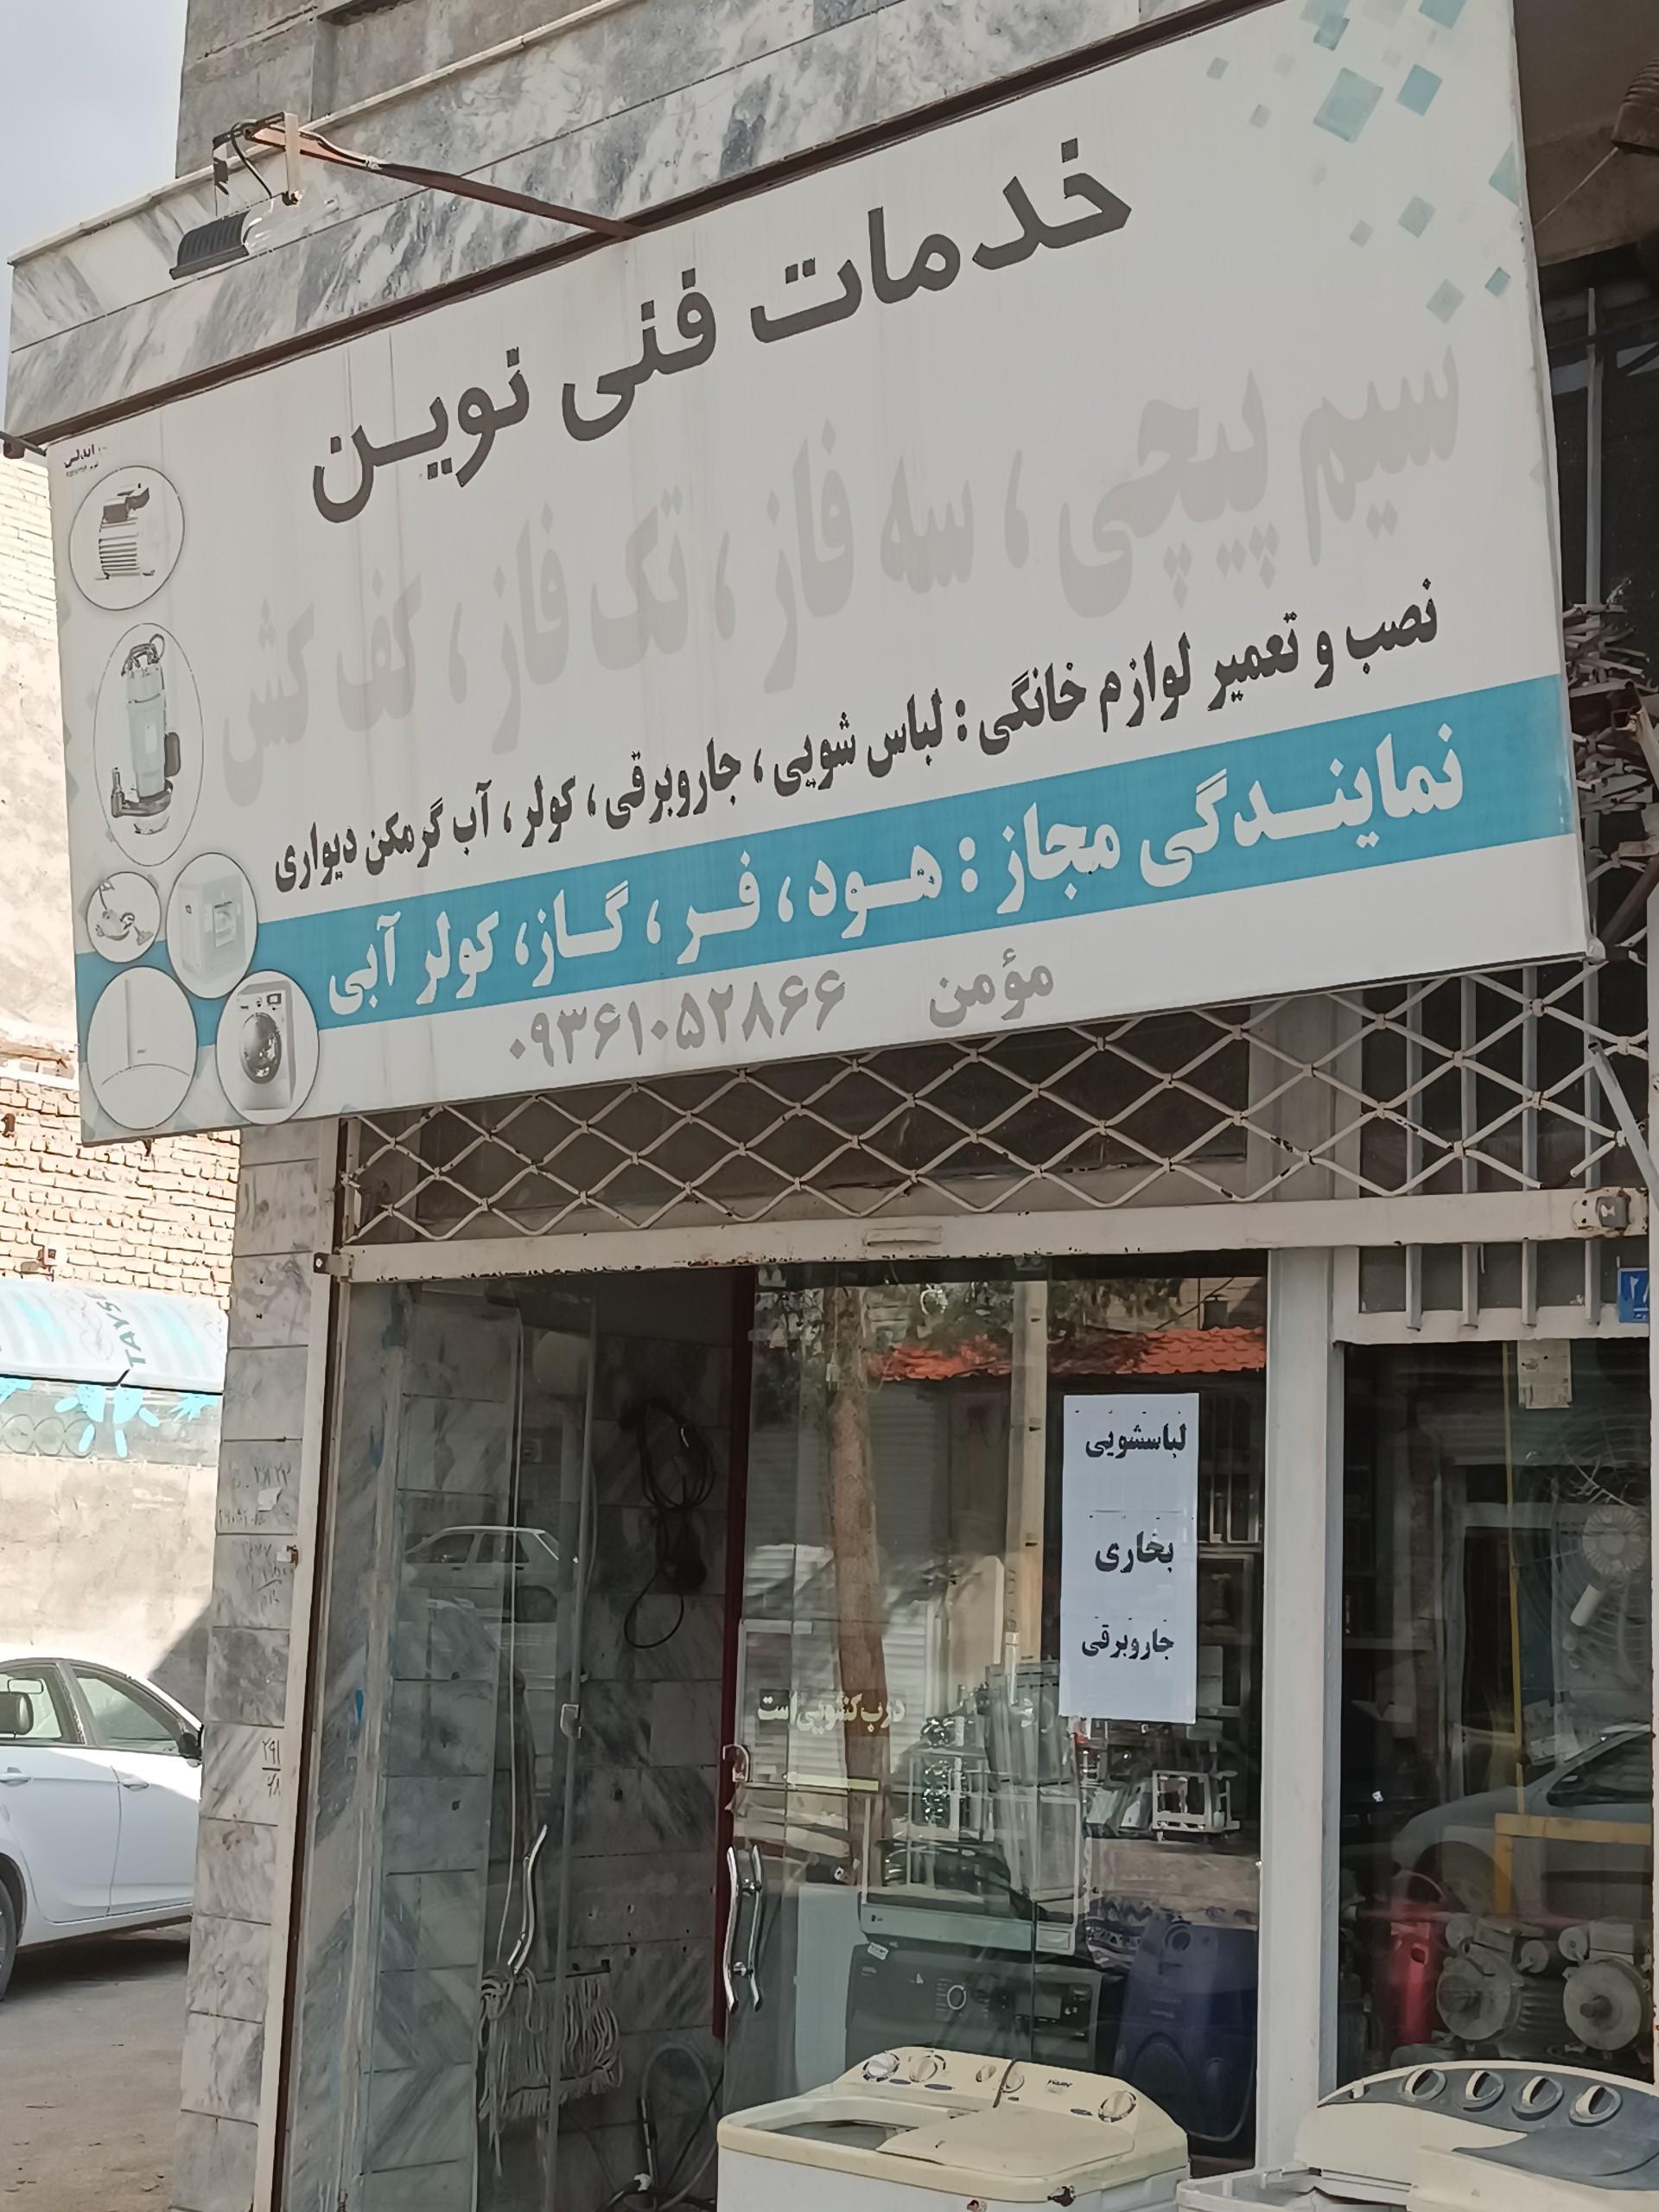 خدمات فنی نوین
سیم پیچی ، سه فاز ، تک فاز ، کف کش
نصب و تعمیر لوازم خانگی : لباس شویی ، جاروبرقی ، کولر ، آب گرمکن دیواری
نمایندگی مجاز : هود ، فر ، گاز ، کولر آبی
مؤمن ۰۹۳۶۱۰۵۲۸۶۶
TAYS
لباسشویی
بخاری
جاروبرقی
درب کشویی است